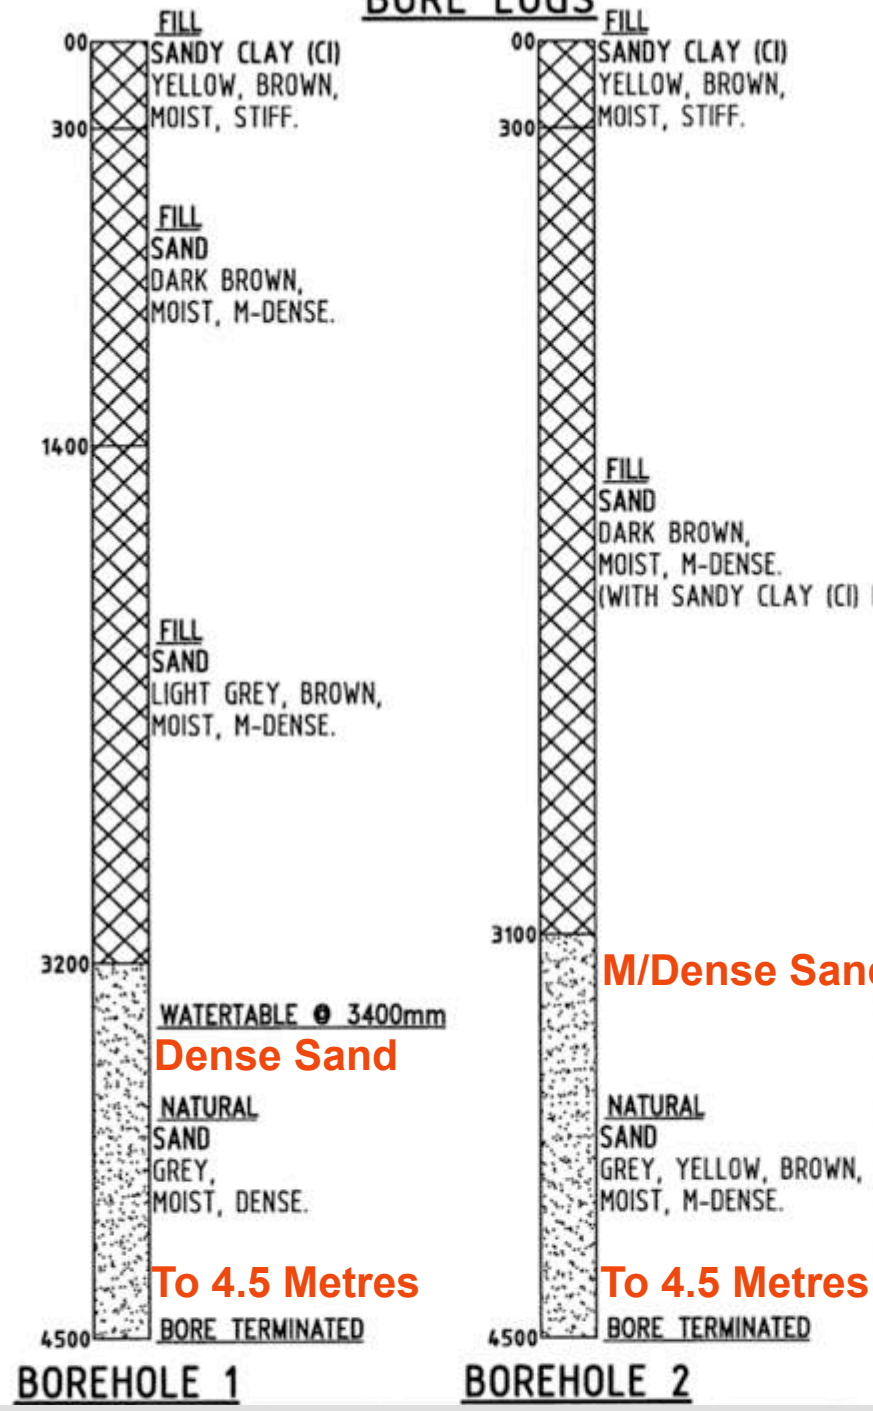 BORE LOGS
00
FILL
SANDY CLAY (CI)
YELLOW, BROWN,
MOIST, STIFF.
300
FILL
SAND
DARK BROWN,
MOIST, M-DENSE.
1400
FILL
SAND
LIGHT GREY, BROWN,
MOIST, M-DENSE.
3200
WATERTABLE @ 3400mm
Dense Sand
NATURAL
SAND
GREY,
MOIST, DENSE.
To 4.5 Metres
4500
BORE TERMINATED
BOREHOLE 1
00
FILL
SANDY CLAY (CI)
YELLOW, BROWN,
MOIST, STIFF.
300
FILL
SAND
DARK BROWN,
MOIST, M-DENSE.
(WITH SANDY CLAY (CI)
3100
M/Dense San
NATURAL
SAND
GREY, YELLOW, BROWN,
MOIST, M-DENSE.
To 4.5 Metres
4500
BORE TERMINATED
BOREHOLE 2